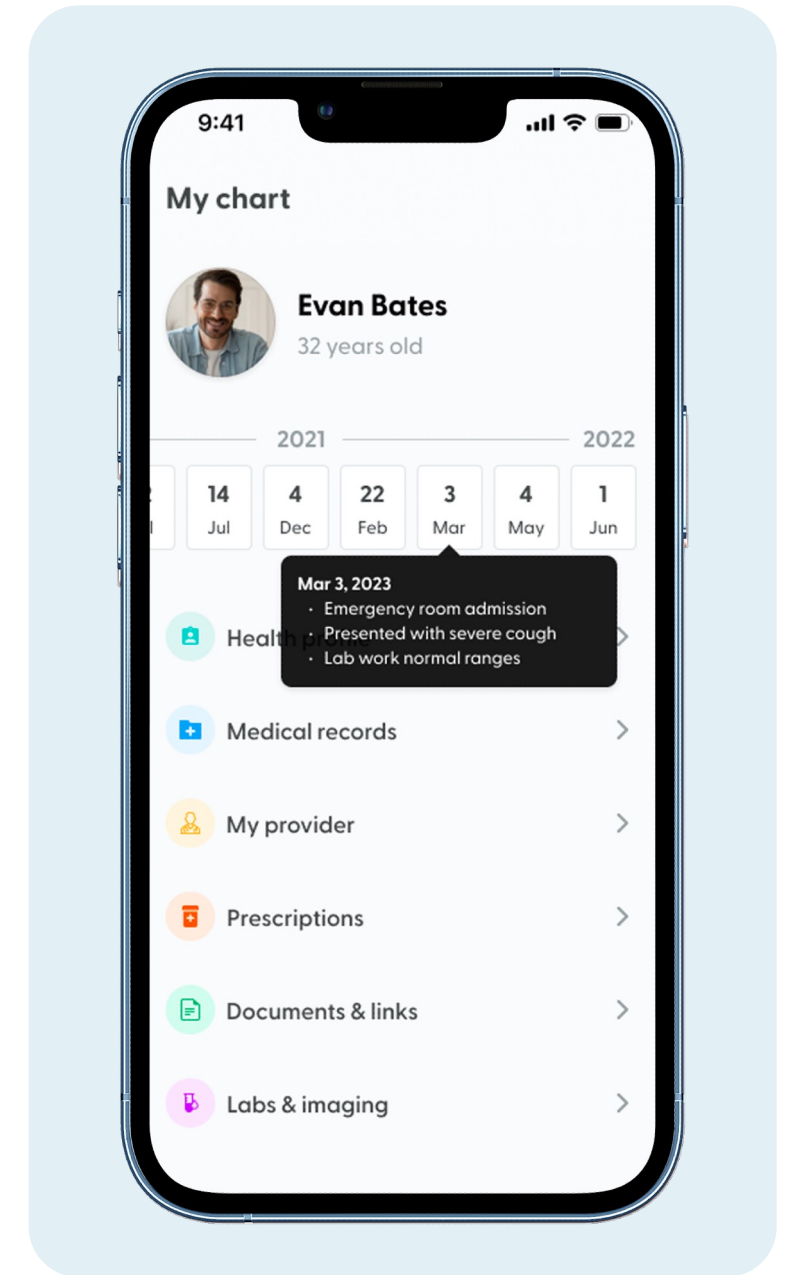 9:41
My chart
Evan Bates
32 years old
2021 2022
14 4 22 3 4 1
Jul Dec Feb Mar May Jun
Mar 3, 2023
· Emergency room admission
· Presented with severe cough
· Lab work normal ranges
Health profile
Medical records
My provider
Prescriptions
Documents & links
Labs & imaging